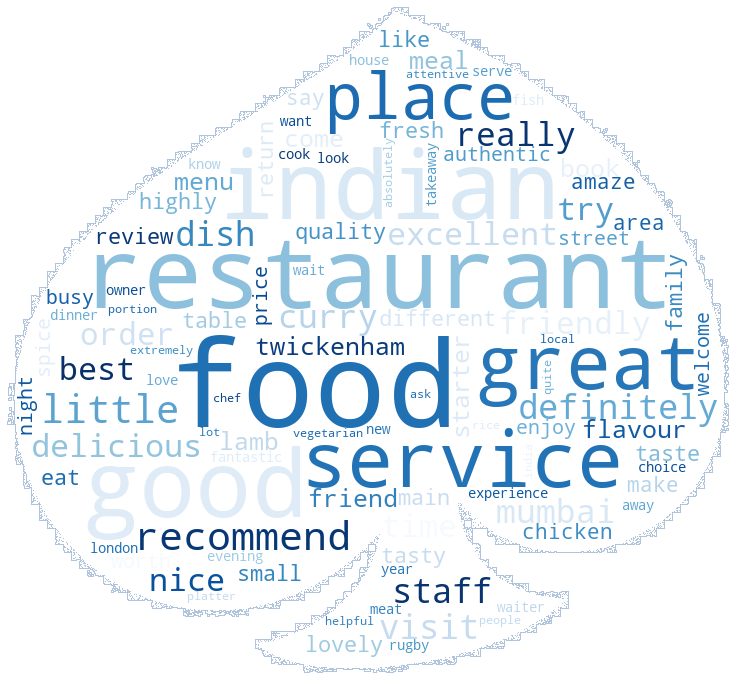 like
house
meal
attentive
serve
say
place
fish
want
return
come
fresh
really
cook
look
absolutely
takeaway
authentic
know
menu
indian
book
amaze
highly
try
area
review
dish
quality
excellent
street
wait
restaurant
family
busy
owner
price
dinner
portion
table
curry
different
friendly
welcome
spice
order
extremely
twickenham
local
best
food
starter
great
quite
night
love
chef
ask
little
definitely
lot
vegetarian
new
rice
enjoy
flavour
delicious
lamb
fantastic
service
taste
choice
eat
good
friend
main
experience
mumbai
make
away
recommend
time
chicken
london
worth
evening
tasty
nice
small
year
staff
platter
meat
waiter
helpful
visit
people
lovely
rugby